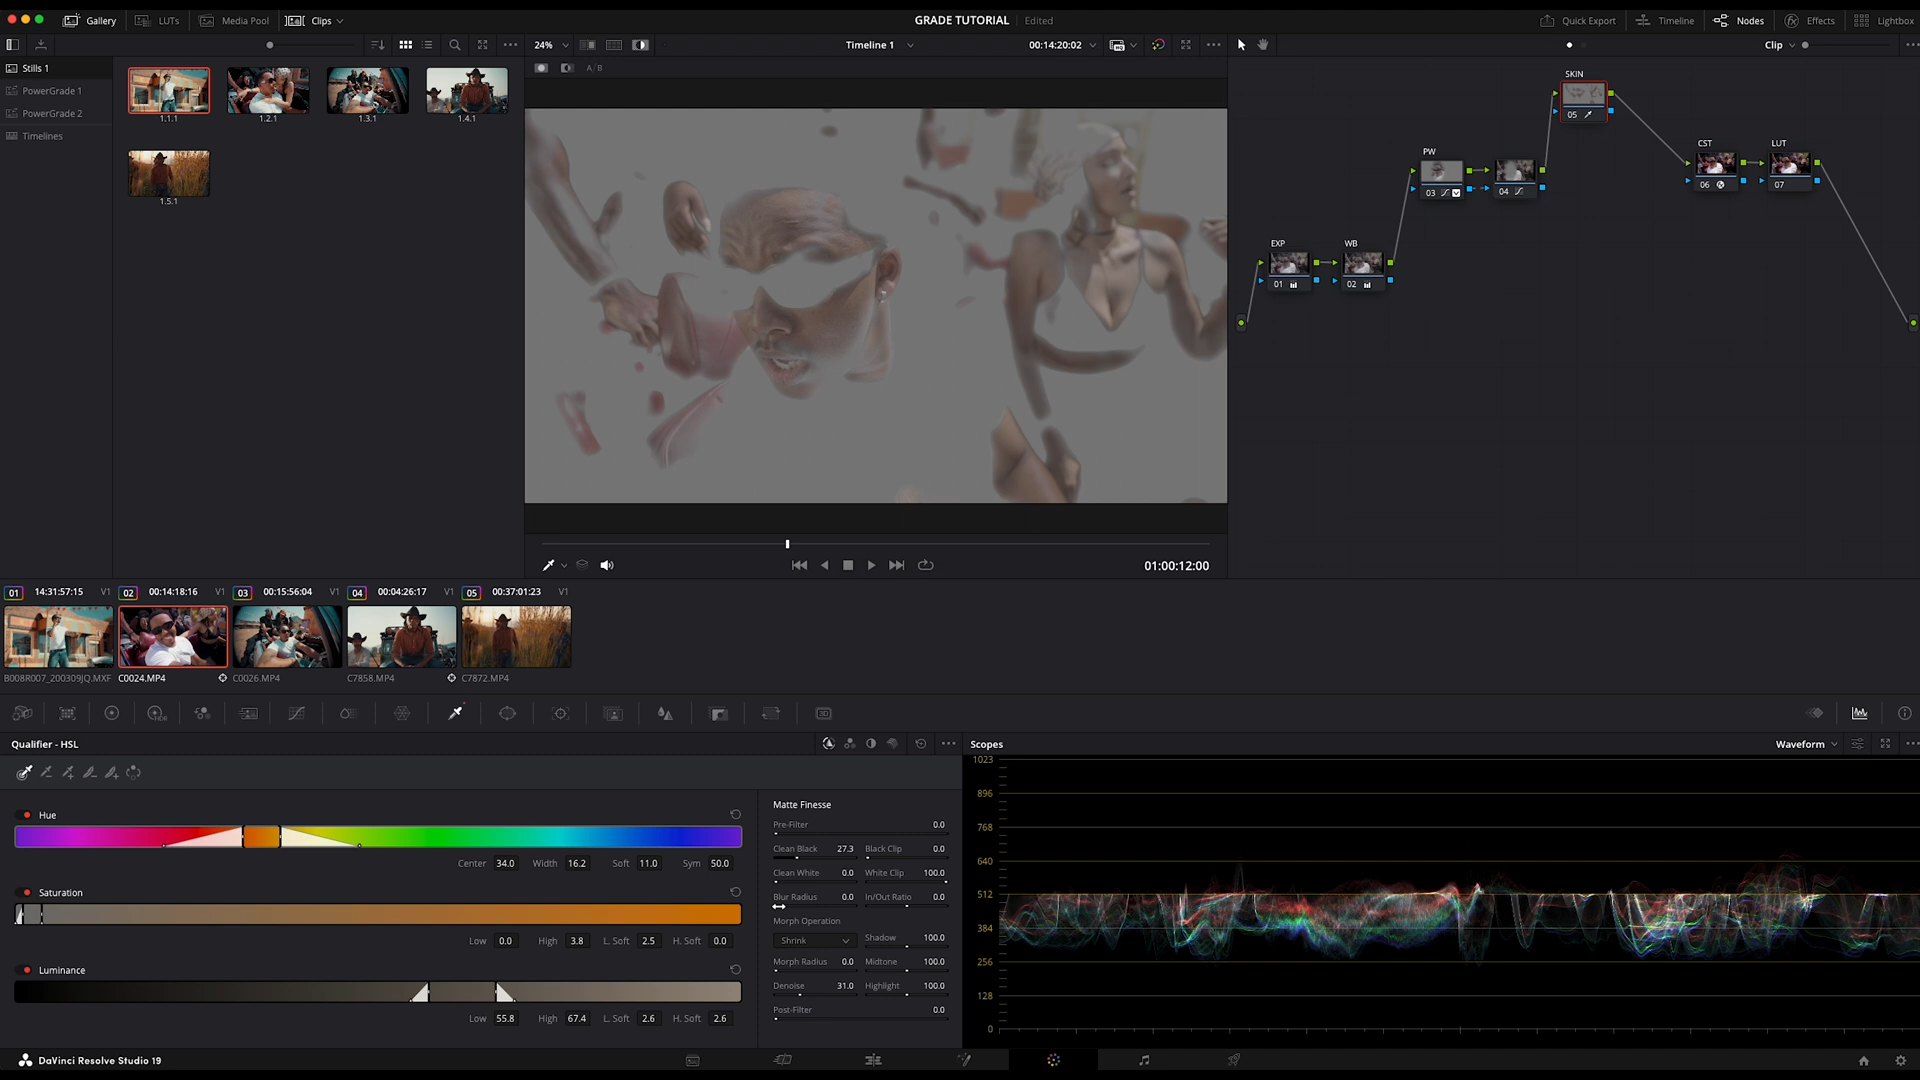 Gallery LUTs Media Pool Clips GRADE TUTORIAL Edited Quick Export Timeline Nodes Effects Lightbox
24% Timeline 1 00:14:20:02 Clip
A/B
Stills 1
PowerGrade 1
PowerGrade 2
Timelines
1.1.1 1.2.1 1.3.1 1.4.1
1.5.1
SKIN
05
PW
03 04
CST LUT
06 07
EXP WB
01 02
01:00:12:00
01 14:31:57:15 V1 02 00:14:18:16 V1 03 00:15:56:04 V1 04 00:04:26:17 V1 05 00:37:01:23 V1
B008R007_200309JQ.MXF C0024.MP4 C0026.MP4 C7858.MP4 C7872.MP4
HDR
3D
Qualifier - HSL
Hue
Center 34.0 Width 16.2 Soft 11.0 Sym 50.0
Saturation
Low 0.0 High 3.8 L. Soft 2.5 H. Soft 0.0
Luminance
Low 55.8 High 67.4 L. Soft 2.6 H. Soft 2.6
Matte Finesse
Pre-Filter 0.0
Clean Black 27.3 Black Clip 0.0
Clean White 0.0 White Clip 100.0
Blur Radius 0.0 In/Out Ratio 0.0
Morph Operation
Shrink Shadow 100.0
Morph Radius 0.0 Midtone 100.0
Denoise 31.0 Highlight 100.0
Post-Filter 0.0
Scopes Waveform
1023
896
768
640
512
384
256
128
0
DaVinci Resolve Studio 19